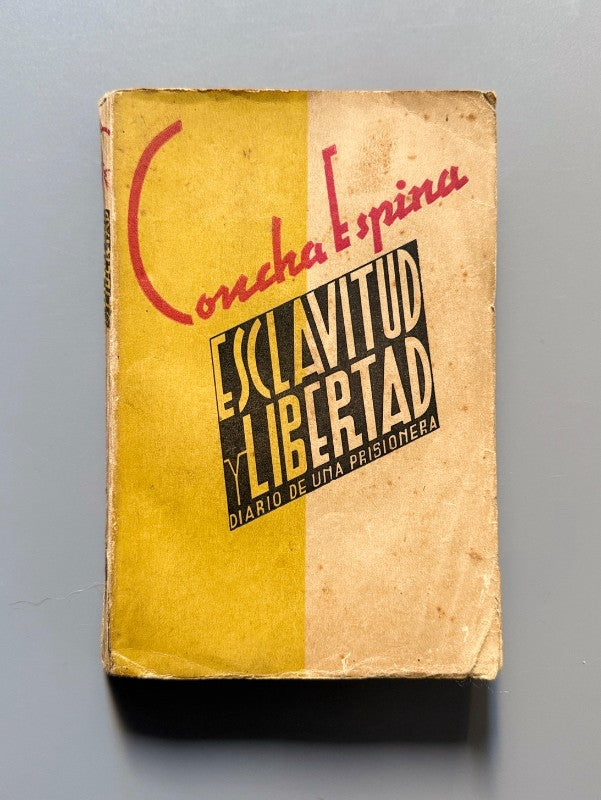 Concha Espina
ESCLAVITUD
Y LIBERTAD
DIARIO DE UNA PRISIONERA